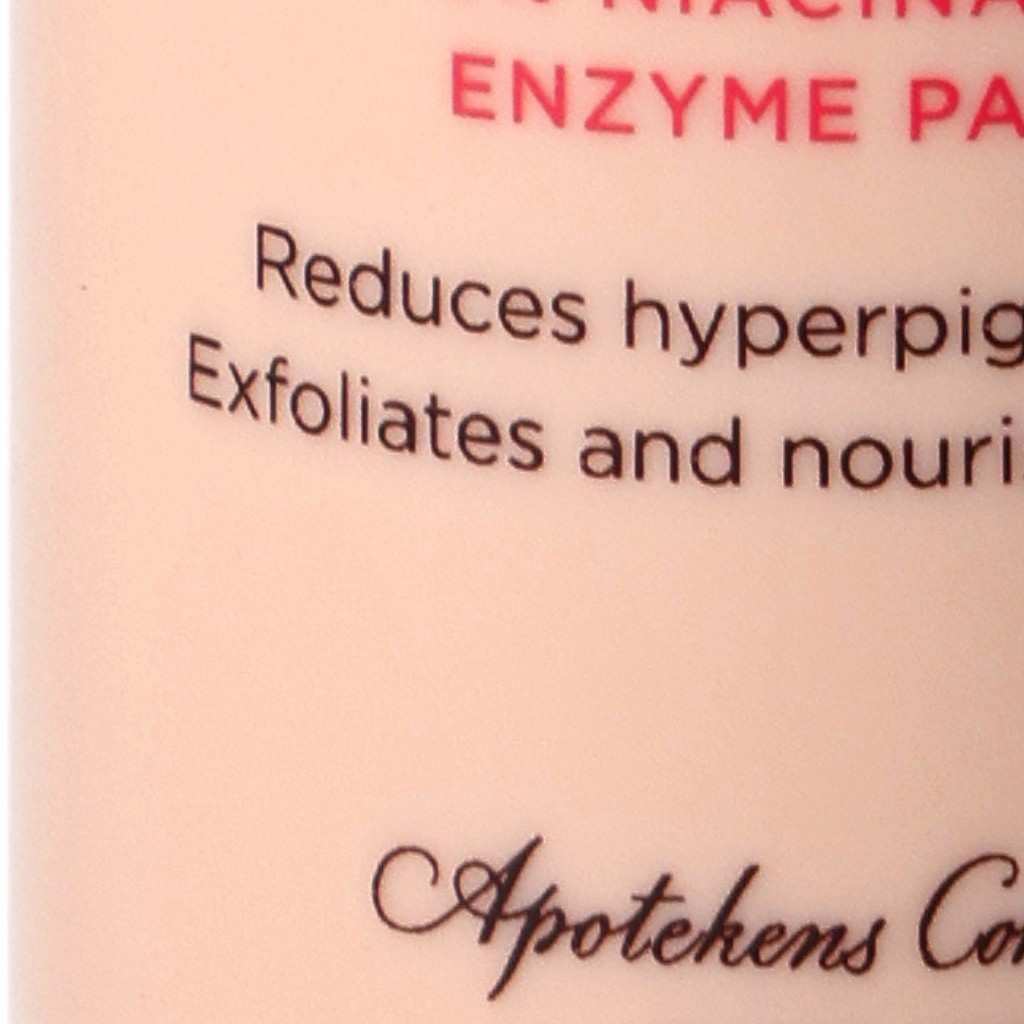 ENZYME PA
Reduces hyperpig
Exfoliates and nouri
Apotekens Co